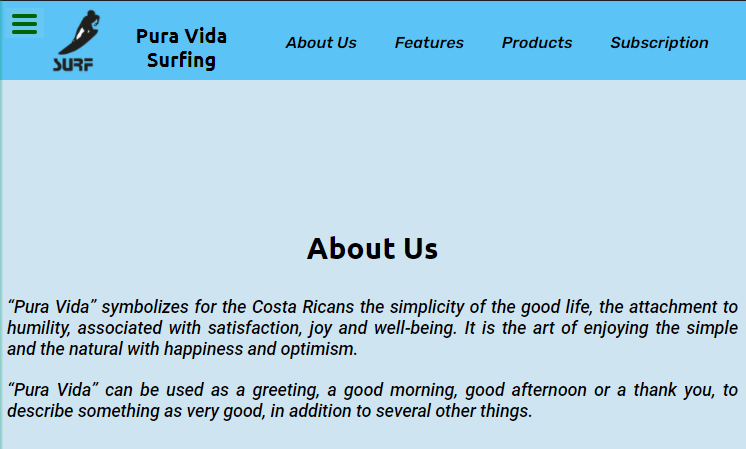 SURF
Pura Vida
Surfing
About Us
Features
Products
Subscription
About Us
“Pura Vida” symbolizes for the Costa Ricans the simplicity of the good life, the attachment to
humility, associated with satisfaction, joy and well-being. It is the art of enjoying the simple
and the natural with happiness and optimism.
“Pura Vida” can be used as a greeting, a good morning, good afternoon or a thank you, to
describe something as very good, in addition to several other things.